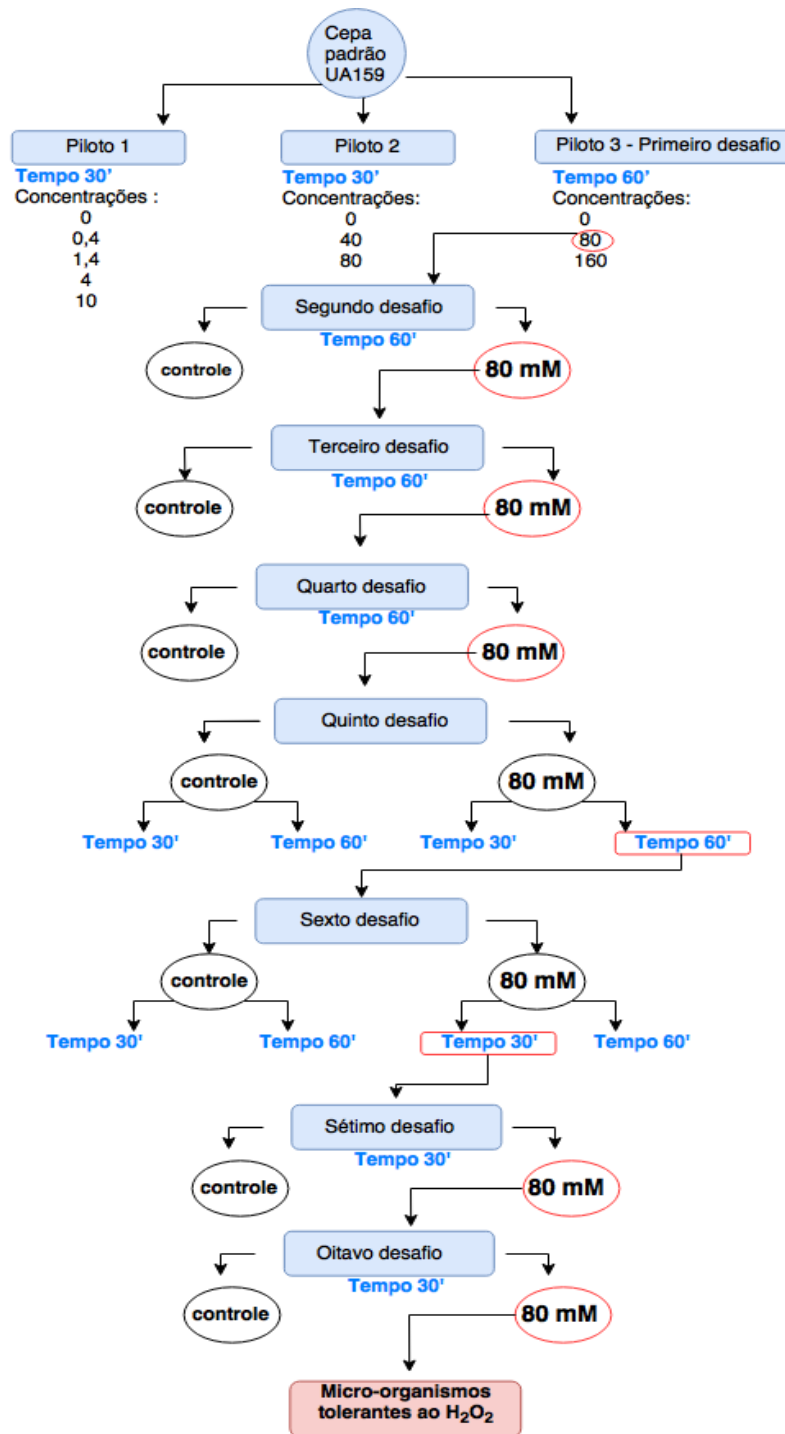 Cepa
padrão
UA159
Piloto 1
Tempo 30’
Concentrações :
0
0,4
1,4
4
10
Piloto 2
Tempo 30’
Concentrações:
0
40
80
Piloto 3 - Primeiro desafio
Tempo 60’
Concentrações:
0
80
160
Segundo desafio
Tempo 60'
controle
80 mM
Terceiro desafio
Tempo 60'
controle
80 mM
Quarto desafio
Tempo 60'
controle
80 mM
Quinto desafio
controle
80 mM
Tempo 30'
Tempo 60'
Tempo 30'
Tempo 60'
Sexto desafio
controle
80 mM
Tempo 30'
Tempo 60'
Tempo 30'
Tempo 60'
Sétimo desafio
Tempo 30'
controle
80 mM
Oitavo desafio
Tempo 30'
controle
80 mM
Micro-organismos
tolerantes ao H₂O₂